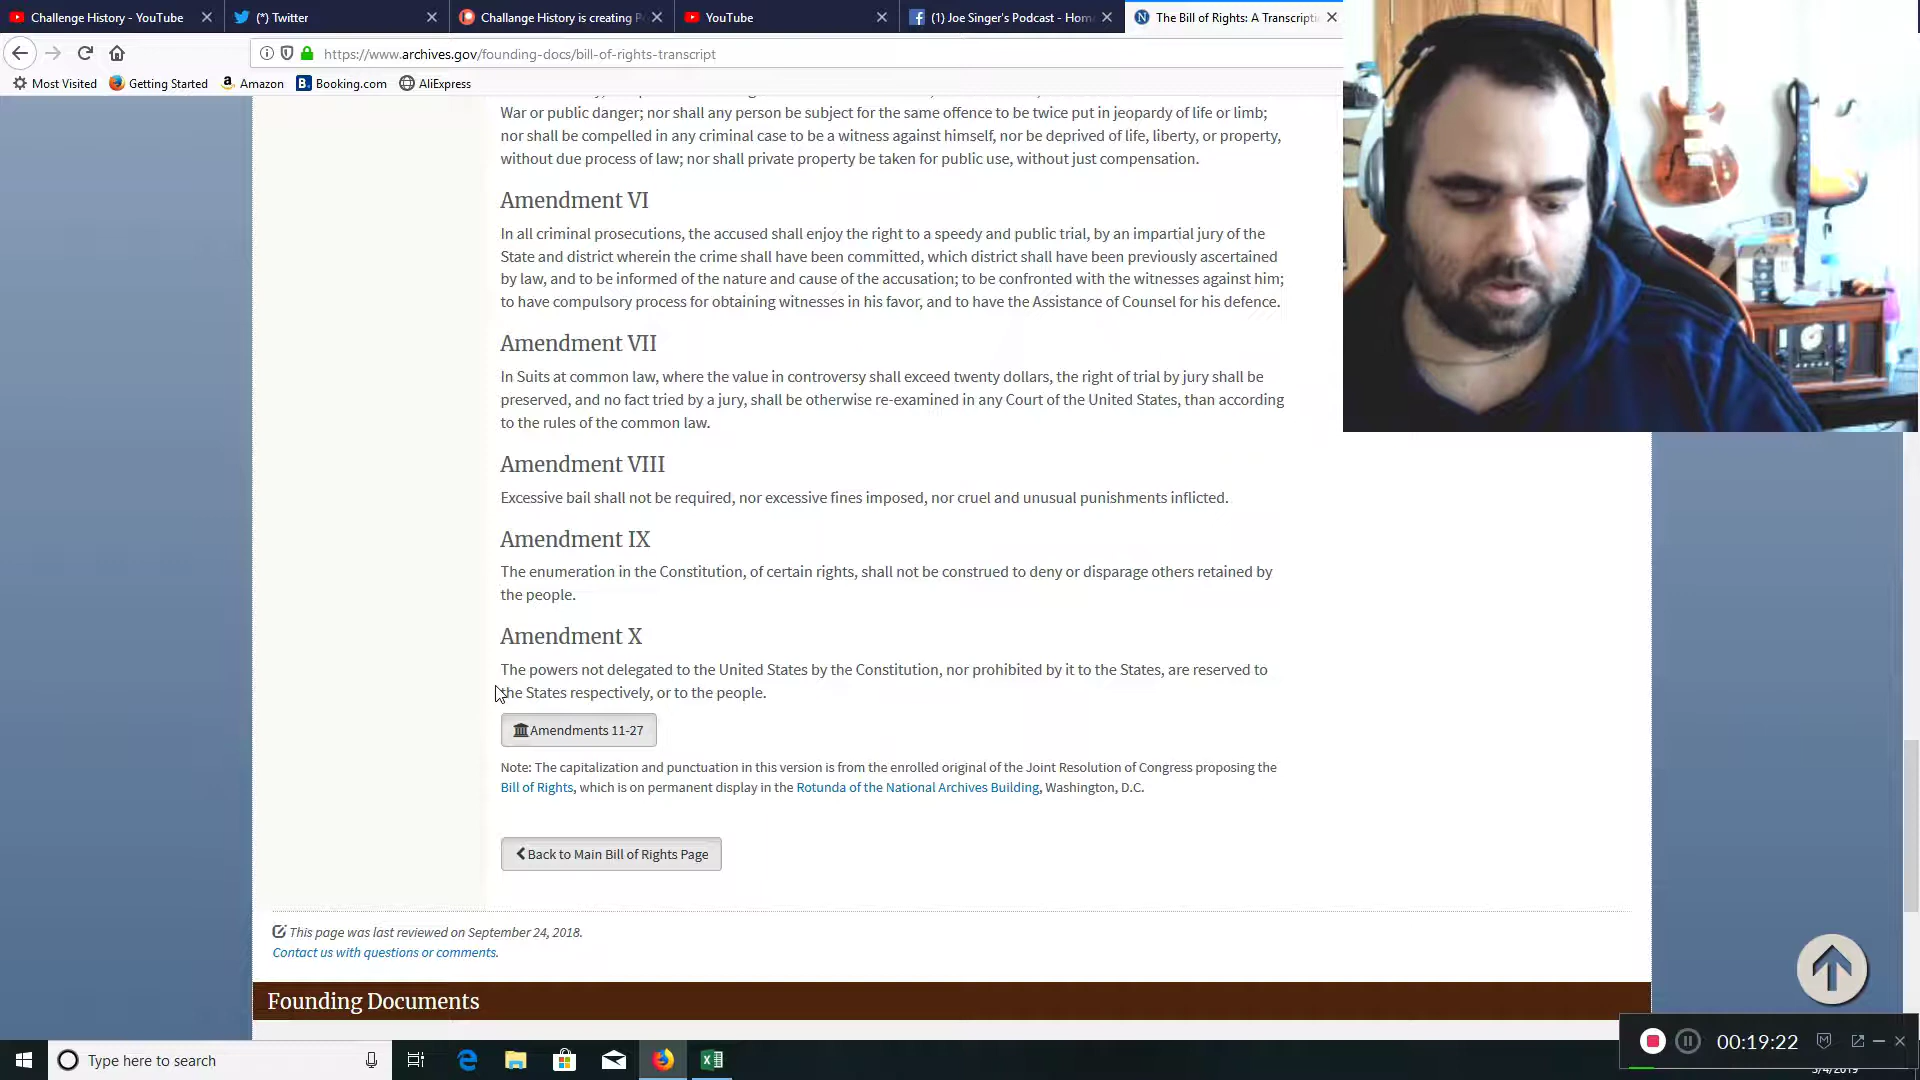 Challenge History - YouTube
(*) Twitter
Challange History is creating P
YouTube
(1) Joe Singer's Podcast - Hom
The Bill of Rights: A Transcripti
https://www.archives.gov/founding-docs/bill-of-rights-transcript
Most Visited
Getting Started
Amazon
Booking.com
AliExpress
War or public danger; nor shall any person be subject for the same offence to be twice put in jeopardy of life or limb;
nor shall be compelled in any criminal case to be a witness against himself, nor be deprived of life, liberty, or property,
without due process of law; nor shall private property be taken for public use, without just compensation.
Amendment VI
In all criminal prosecutions, the accused shall enjoy the right to a speedy and public trial, by an impartial jury of the
State and district wherein the crime shall have been committed, which district shall have been previously ascertained
by law, and to be informed of the nature and cause of the accusation; to be confronted with the witnesses against him;
to have compulsory process for obtaining witnesses in his favor, and to have the Assistance of Counsel for his defence.
Amendment VII
In Suits at common law, where the value in controversy shall exceed twenty dollars, the right of trial by jury shall be
preserved, and no fact tried by a jury, shall be otherwise re-examined in any Court of the United States, than according
to the rules of the common law.
Amendment VIII
Excessive bail shall not be required, nor excessive fines imposed, nor cruel and unusual punishments inflicted.
Amendment IX
The enumeration in the Constitution, of certain rights, shall not be construed to deny or disparage others retained by
the people.
Amendment X
The powers not delegated to the United States by the Constitution, nor prohibited by it to the States, are reserved to
the States respectively, or to the people.
Amendments 11-27
Note: The capitalization and punctuation in this version is from the enrolled original of the Joint Resolution of Congress proposing the
Bill of Rights, which is on permanent display in the Rotunda of the National Archives Building, Washington, D.C.
Back to Main Bill of Rights Page
This page was last reviewed on September 24, 2018.
Contact us with questions or comments.
Founding Documents
Type here to search
00:19:22